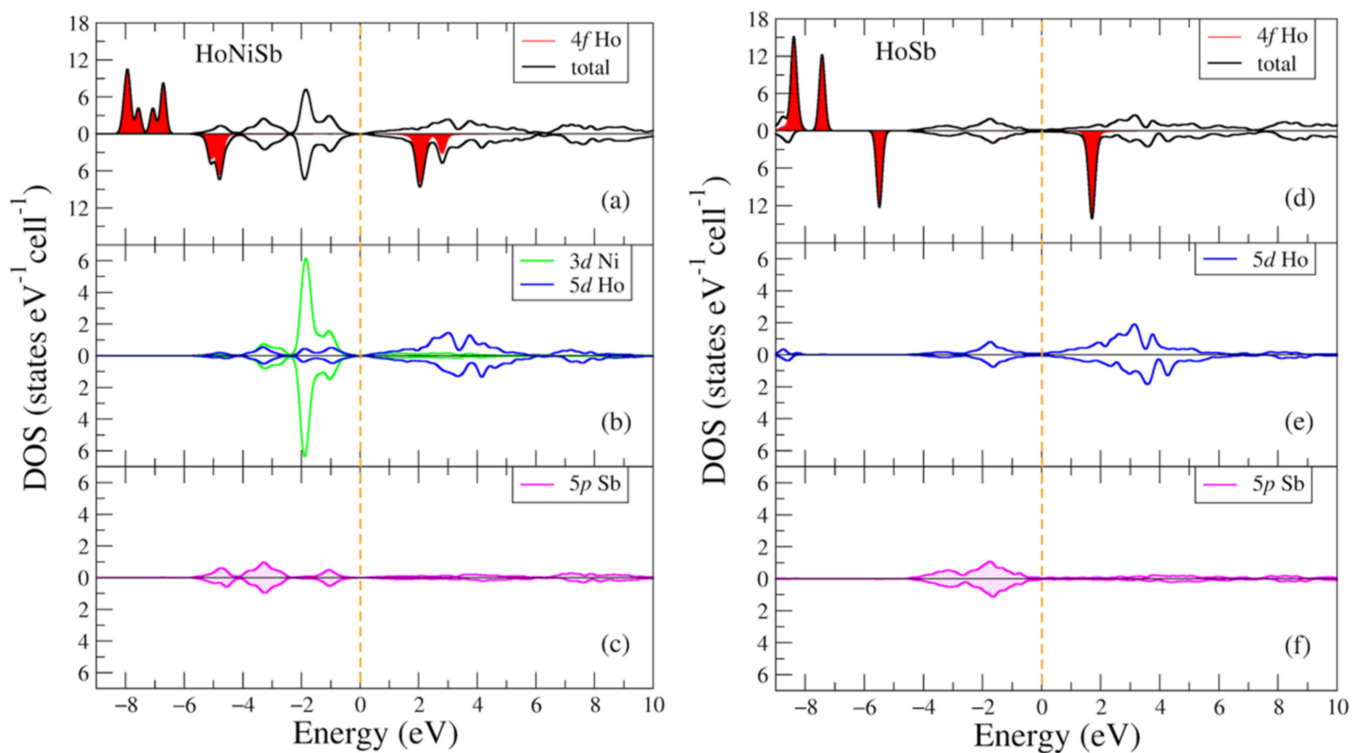 HoNiSb
4f Ho
total
18
12
6
0
6
12
(a)
3d Ni
5d Ho
6
4
2
0
2
4
6
(b)
5p Sb
6
4
2
0
2
4
6
(c)
−8 −6 −4 −2 0 2 4 6 8 10
Energy (eV)
DOS (states eV⁻¹ cell⁻¹)
HoSb
4f Ho
total
18
12
6
0
6
12
(d)
5d Ho
6
4
2
0
2
4
6
(e)
5p Sb
6
4
2
0
2
4
6
(f)
−8 −6 −4 −2 0 2 4 6 8 10
Energy (eV)
DOS (states eV⁻¹ cell⁻¹)